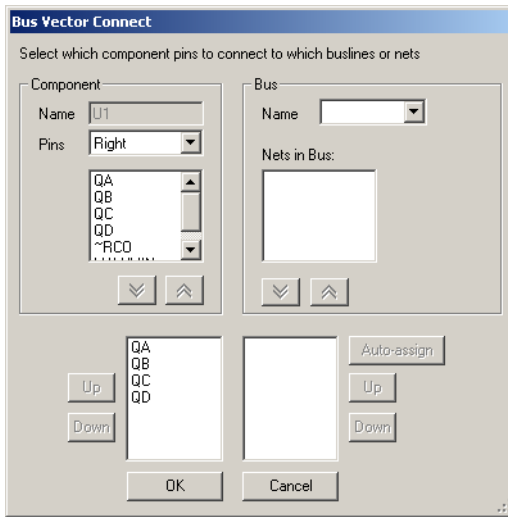 Bus Vector Connect
Select which component pins to connect to which buslines or nets
Component
Name U1
Pins Right
QA
QB
QC
QD
~RCO
Bus
Name
Nets in Bus:
QA
QB
QC
QD
Up
Down
Auto-assign
Up
Down
OK
Cancel